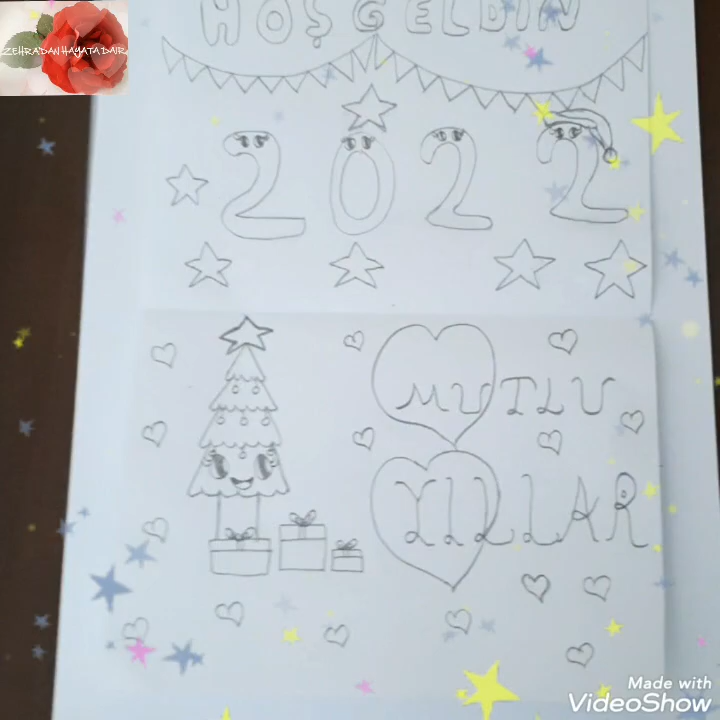 HOŞGELDİN
ZEHRA'DAN HAYATA DAİR
2022
MUTLU
YILLAR
Made with
VideoShow